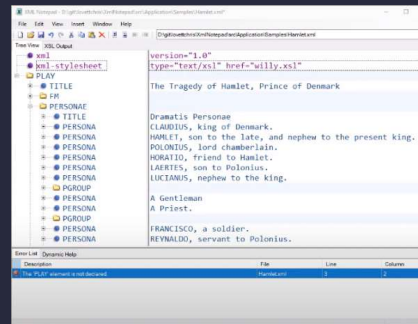 XML Notepad - D:\git\lovettchris\XmlNotepad\src\Application\Samples\Hamlet.xml*
File Edit View Insert Window Help
D:\git\lovettchris\XmlNotepad\src\Application\Samples\Hamlet.xml
Tree View XSL Output
xml version="1.0"
xml-stylesheet type="text/xsl" href="willy.xsl"
PLAY
TITLE The Tragedy of Hamlet, Prince of Denmark
FM
PERSONAE
TITLE Dramatis Personae
PERSONA CLAUDIUS, king of Denmark.
PERSONA HAMLET, son to the late, and nephew to the present king.
PERSONA POLONIUS, lord chamberlain.
PERSONA HORATIO, friend to Hamlet.
PERSONA LAERTES, son to Polonius.
PERSONA LUCIANUS, nephew to the king.
PGROUP
PERSONA A Gentleman
PERSONA A Priest.
PGROUP
PERSONA FRANCISCO, a soldier.
PERSONA REYNALDO, servant to Polonius.
Error List Dynamic Help
Description File Line Column
The 'PLAY' element is not declared. Hamlet.xml 3 2